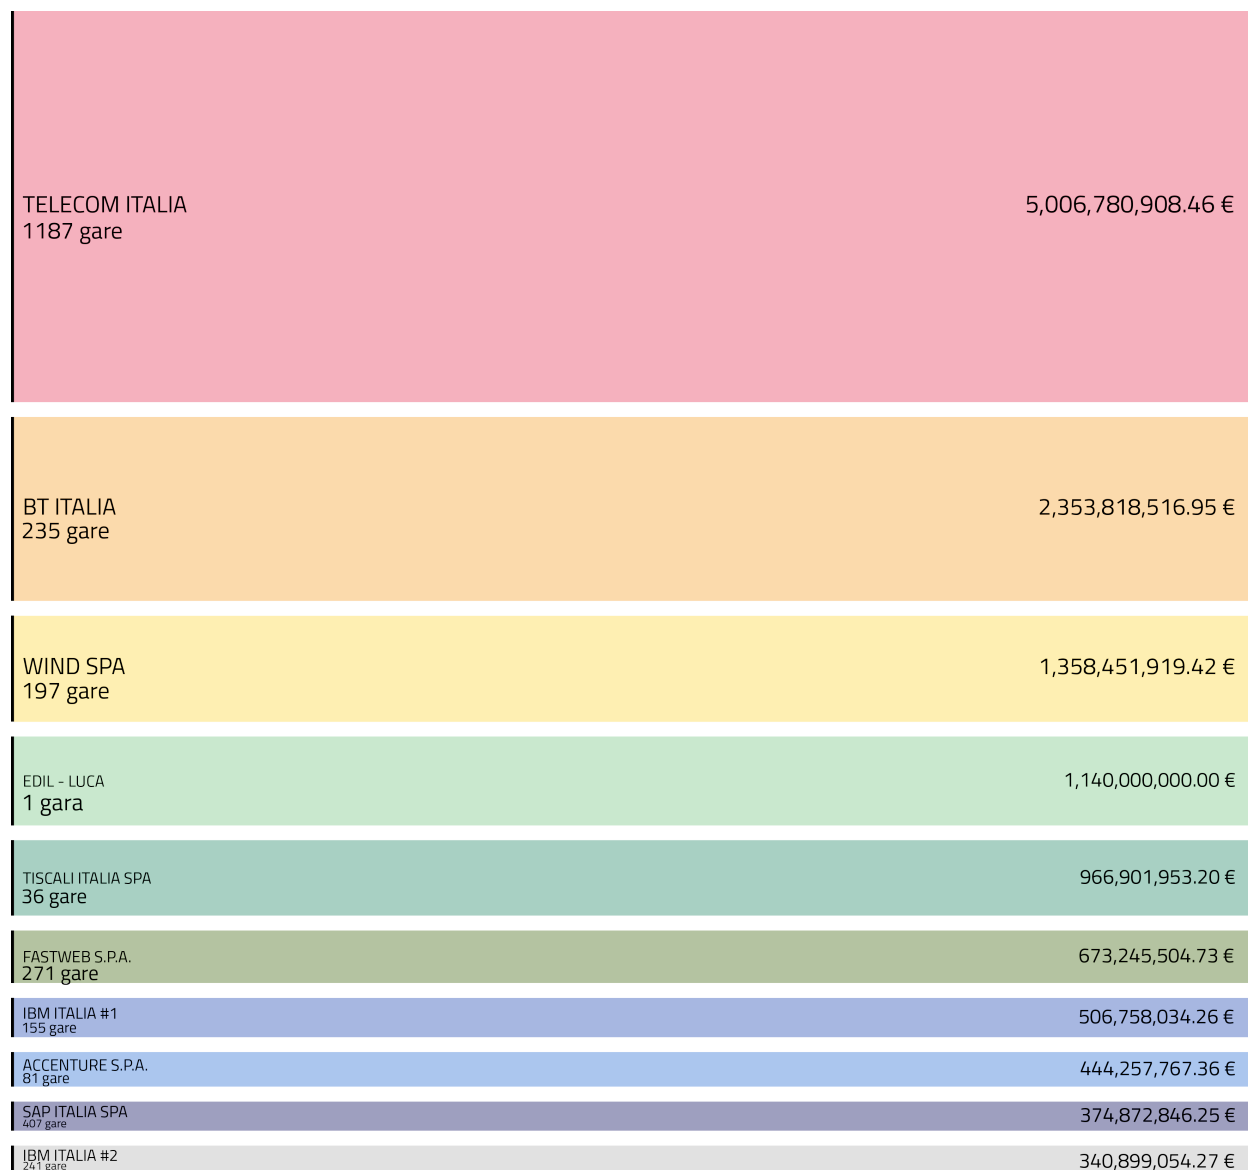 TELECOM ITALIA 5,006,780,908.46 €
1187 gare
BT ITALIA 2,353,818,516.95 €
235 gare
WIND SPA 1,358,451,919.42 €
197 gare
EDIL - LUCA 1,140,000,000.00 €
1 gara
TISCALI ITALIA SPA 966,901,953.20 €
36 gare
FASTWEB S.P.A. 673,245,504.73 €
271 gare
IBM ITALIA #1 506,758,034.26 €
155 gare
ACCENTURE S.P.A. 444,257,767.36 €
81 gare
SAP ITALIA SPA 374,872,846.25 €
407 gare
IBM ITALIA #2 340,899,054.27 €
241 gare